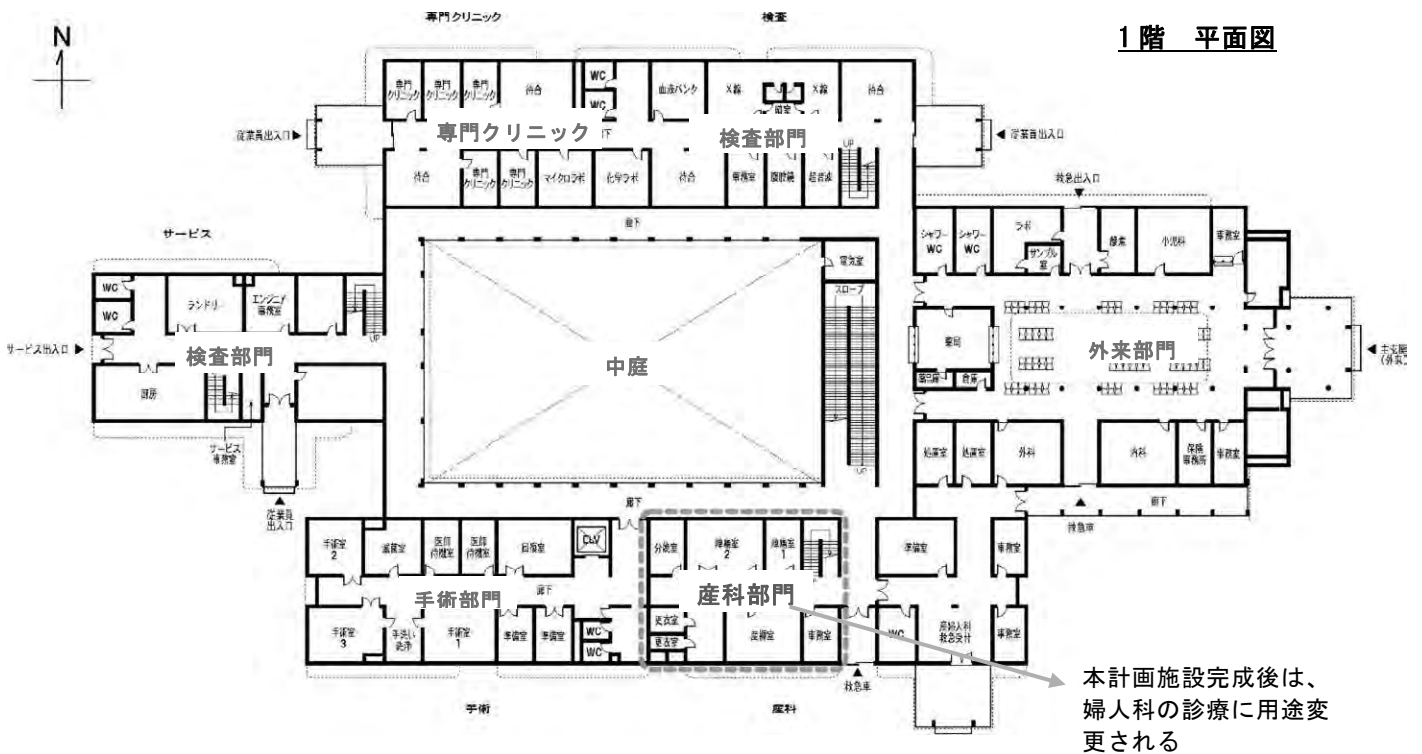 専門クリニック
検査
1階 平面図
N
専門
クリニック
専門
クリニック
専門
クリニック
待合
WC
WC
血液バンク
X線
X線
待合
従業員出入口
専門クリニック
廊下
検査部門
UP
従業員出入口
待合
専門
クリニック
専門
クリニック
マイクロラボ
化学ラボ
待合
事務室
超音波
救急出入口
サービス
廊下
シャワー
WC
シャワー
WC
ラボ
サンプル
室
酸素
小児科
事務室
電気室
スロープ
WC
WC
ランドリー
エンジニア
事務室
UP
サービス出入口
検査部門
中庭
薬局
外来部門
薬品庫
倉庫
厨房
サービス
事務室
従業員
出入口
UP
処置室
処置室
外科
内科
保険
事務所
事務室
廊下
廊下
救急車
手術室
2
滅菌室
医師
待機室
医師
待機室
回復室
ELV
分娩室
陣痛室
2
陣痛室
1
準備室
事務室
手術部門
廊下
産科部門
手術室
3
手洗い
洗浄
手術室
1
準備室
準備室
WC
WC
更衣室
更衣室
事務室
WC
産婦人科
救急受付
事務室
救急車
手術
産科
本計画施設完成後は、
婦人科の診療に用途変
更される